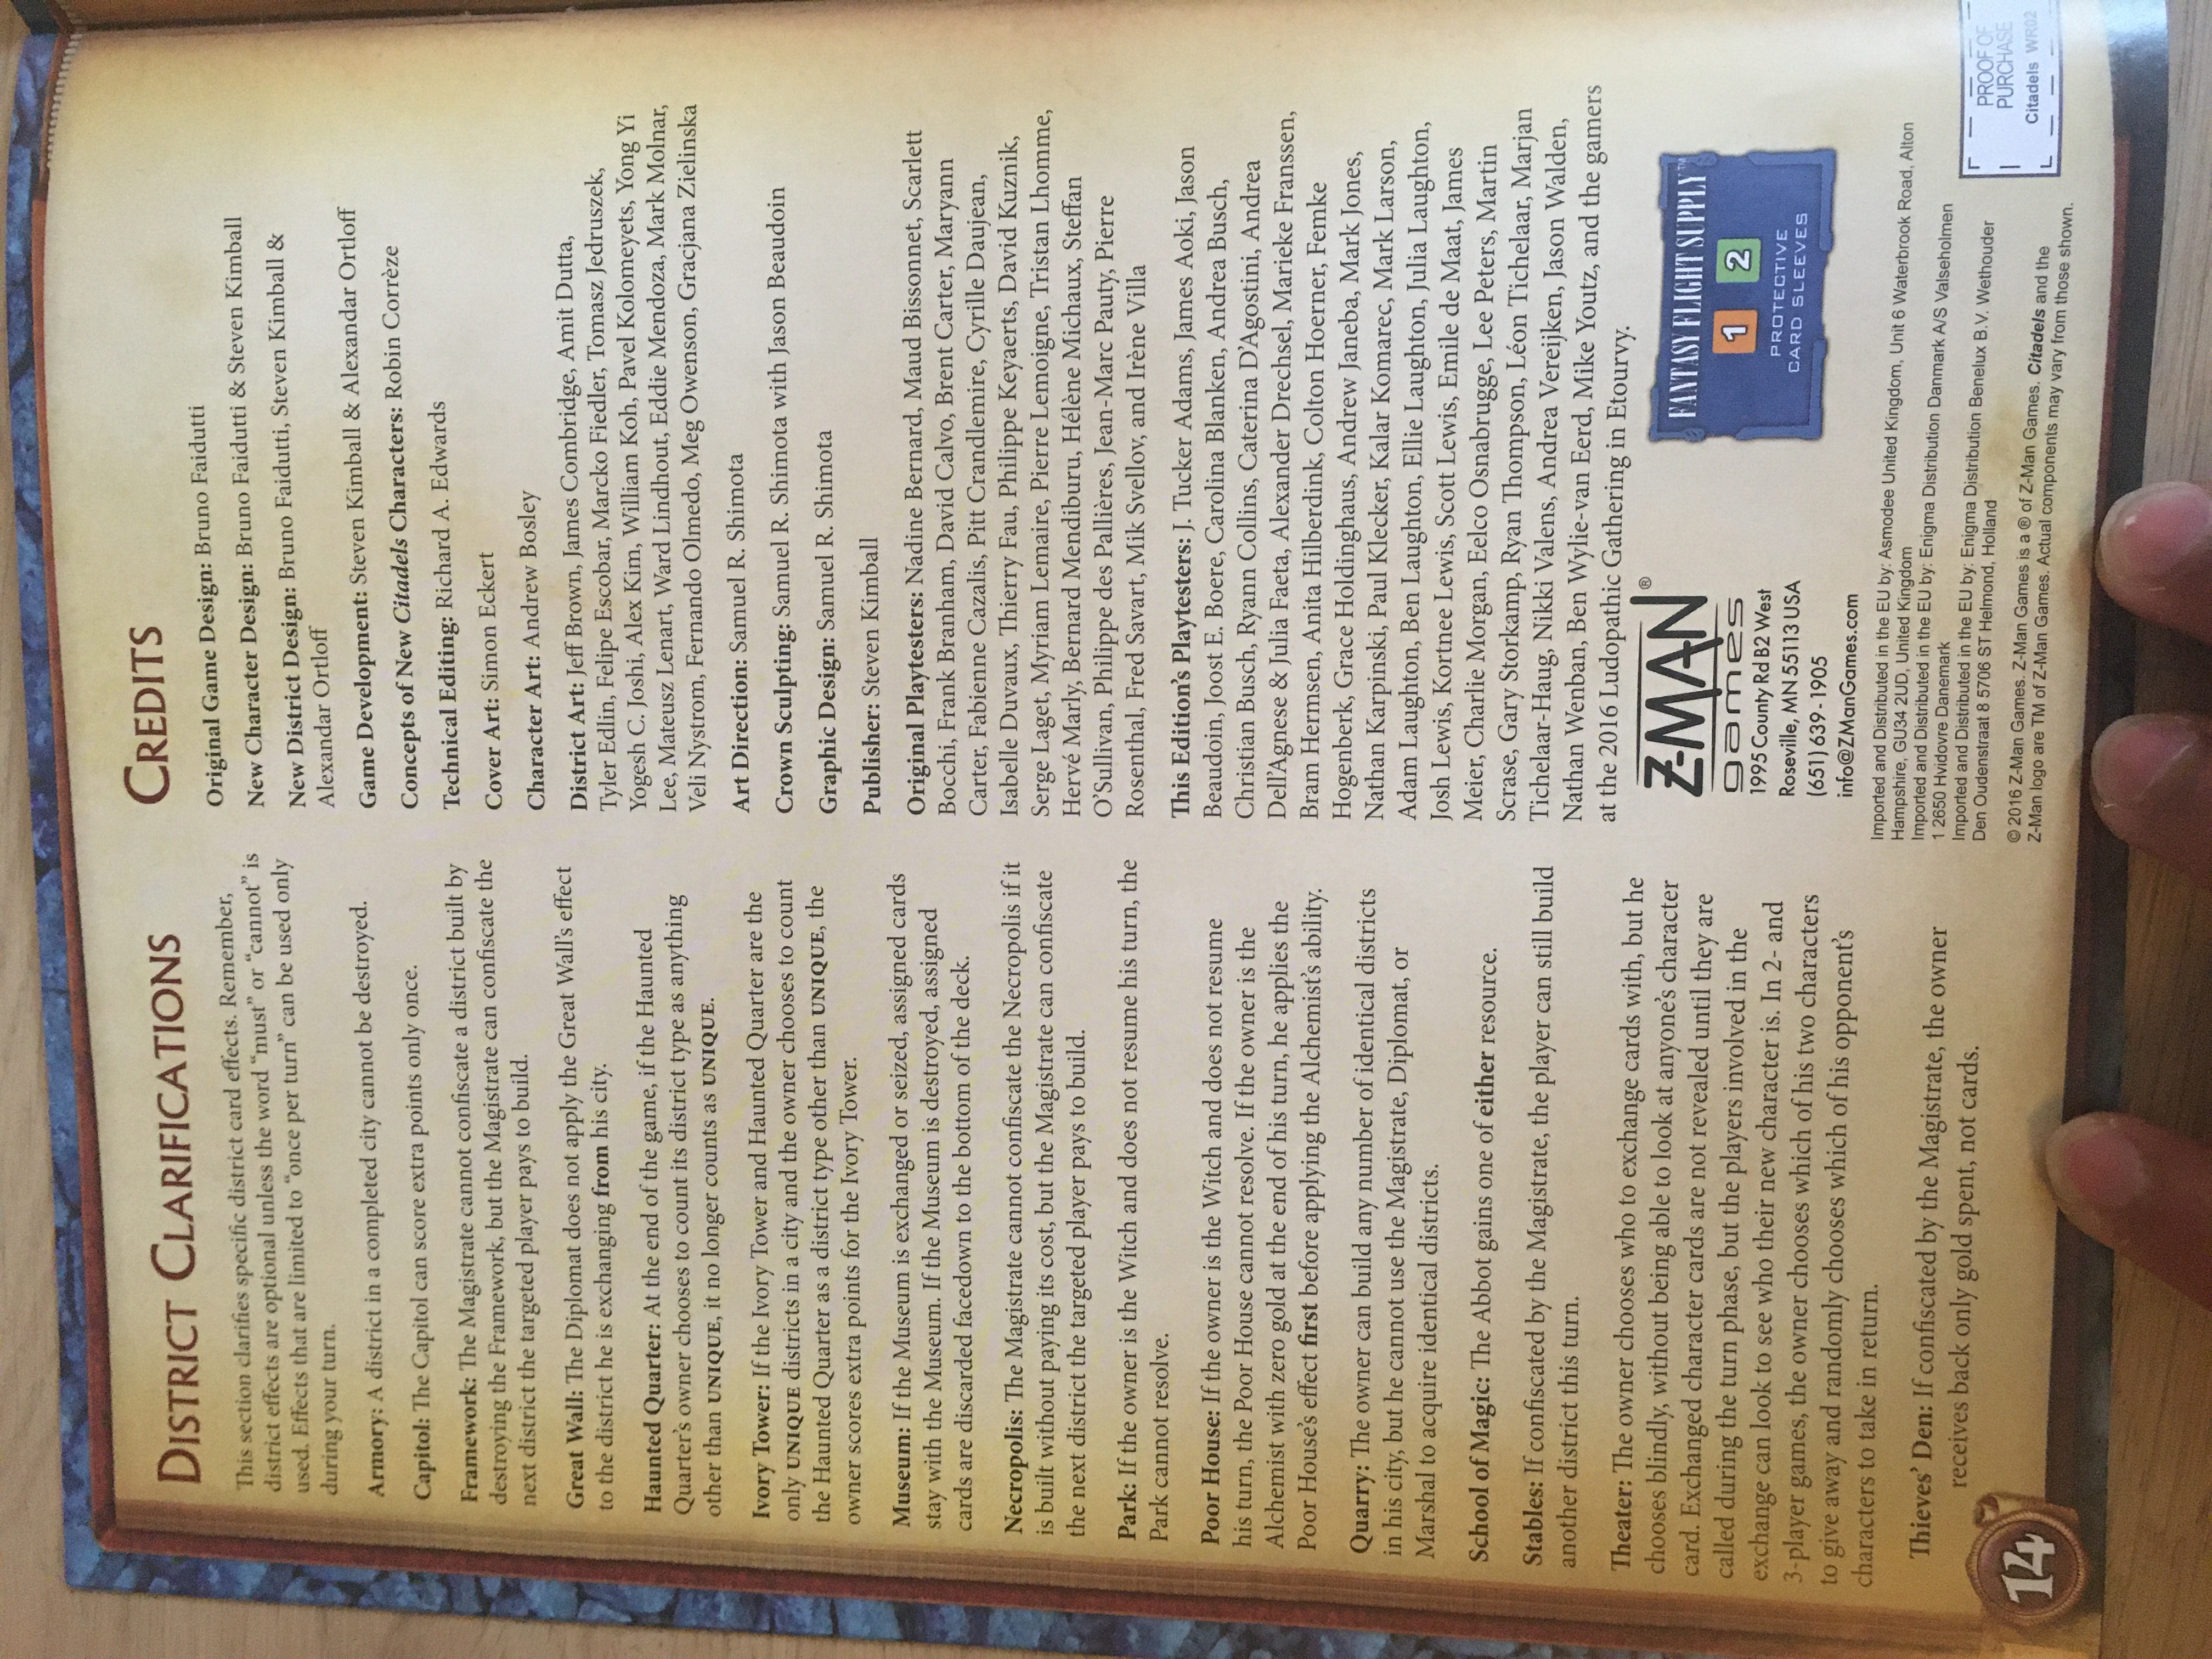 DISTRICT CLARIFICATIONS
This section clarifies specific district card effects. Remember,
district effects are optional unless the word “must” or “cannot” is
used. Effects that are limited to “once per turn” can be used only
during your turn.
Armory: A district in a completed city cannot be destroyed.
Capitol: The Capitol can score extra points only once.
Framework: The Magistrate cannot confiscate a district built by
destroying the Framework, but the Magistrate can confiscate the
next district the targeted player pays to build.
Great Wall: The Diplomat does not apply the Great Wall’s effect
to the district he is exchanging from his city.
Haunted Quarter: At the end of the game, if the Haunted
Quarter’s owner chooses to count its district type as anything
other than UNIQUE, it no longer counts as UNIQUE.
Ivory Tower: If the Ivory Tower and Haunted Quarter are the
only UNIQUE districts in a city and the owner chooses to count
the Haunted Quarter as a district type other than UNIQUE, the
owner scores extra points for the Ivory Tower.
Museum: If the Museum is exchanged or seized, assigned cards
stay with the Museum. If the Museum is destroyed, assigned
cards are discarded facedown to the bottom of the deck.
Necropolis: The Magistrate cannot confiscate the Necropolis if it
is built without paying its cost, but the Magistrate can confiscate
the next district the targeted player pays to build.
Park: If the owner is the Witch and does not resume his turn, the
Park cannot resolve.
Poor House: If the owner is the Witch and does not resume
his turn, the Poor House cannot resolve. If the owner is the
Alchemist with zero gold at the end of his turn, he applies the
Poor House’s effect first before applying the Alchemist’s ability.
Quarry: The owner can build any number of identical districts
in his city, but he cannot use the Magistrate, Diplomat, or
Marshal to acquire identical districts.
School of Magic: The Abbot gains one of either resource.
Stables: If confiscated by the Magistrate, the player can still build
another district this turn.
Theater: The owner chooses who to exchange cards with, but he
chooses blindly, without being able to look at anyone’s character
card. Exchanged character cards are not revealed until they are
called during the turn phase, but the players involved in the
exchange can look to see who their new character is. In 2- and
3-player games, the owner chooses which of his two characters
to give away and randomly chooses which of his opponent’s
characters to take in return.
Thieves’ Den: If confiscated by the Magistrate, the owner
receives back only gold spent, not cards.
14
CREDITS
Original Game Design: Bruno Faidutti
New Character Design: Bruno Faidutti & Steven Kimball
New District Design: Bruno Faidutti, Steven Kimball &
Alexandar Ortloff
Game Development: Steven Kimball & Alexandar Ortloff
Concepts of New Citadels Characters: Robin Corrèze
Technical Editing: Richard A. Edwards
Cover Art: Simon Eckert
Character Art: Andrew Bosley
District Art: Jeff Brown, James Combridge, Amit Dutta,
Tyler Edlin, Felipe Escobar, Marcko Fiedler, Tomasz Jedruszek,
Yogesh C. Joshi, Alex Kim, William Koh, Pavel Kolomeyets, Yong Yi
Lee, Mateusz Lenart, Ward Lindhout, Eddie Mendoza, Mark Molnar,
Veli Nystrom, Fernando Olmedo, Meg Owenson, Gracjana Zielinska
Art Direction: Samuel R. Shimota
Crown Sculpting: Samuel R. Shimota with Jason Beaudoin
Graphic Design: Samuel R. Shimota
Publisher: Steven Kimball
Original Playtesters: Nadine Bernard, Maud Bissonnet, Scarlett
Bocchi, Frank Branham, David Calvo, Brent Carter, Maryann
Carter, Fabienne Cazalis, Pitt Crandlemire, Cyrille Daujean,
Isabelle Duvaux, Thierry Fau, Philippe Keyaerts, David Kuznik,
Serge Laget, Myriam Lemaire, Pierre Lemoigne, Tristan Lhomme,
Hervé Marly, Bernard Mendiburu, Hélène Michaux, Steffan
O’Sullivan, Philippe des Pallières, Jean-Marc Pauty, Pierre
Rosenthal, Fred Savart, Mik Svellov, and Irène Villa
This Edition’s Playtesters: J. Tucker Adams, James Aoki, Jason
Beaudoin, Joost E. Boere, Carolina Blanken, Andrea Busch,
Christian Busch, Ryann Collins, Caterina D’Agostini, Andrea
Dell’Agnese & Julia Faeta, Alexander Drechsel, Marieke Franssen,
Bram Hermsen, Anita Hilberdink, Colton Hoerner, Femke
Hogenberk, Grace Holdinghaus, Andrew Janeba, Mark Jones,
Nathan Karpinski, Paul Klecker, Kalar Komarec, Mark Larson,
Adam Laughton, Ben Laughton, Ellie Laughton, Julia Laughton,
Josh Lewis, Kortnee Lewis, Scott Lewis, Emile de Maat, James
Meier, Charlie Morgan, Eelco Osnabrugge, Lee Peters, Martin
Scrase, Gary Storkamp, Ryan Thompson, Léon Tichelaar, Marjan
Tichelaar-Haug, Nikki Valens, Andrea Vereijken, Jason Walden,
Nathan Wenban, Ben Wylie-van Eerd, Mike Youtz, and the gamers
at the 2016 Ludopathic Gathering in Etourvy.
Z-MAN®
games
1995 County Rd B2 West
Roseville, MN 55113 USA
(651) 639-1905
info@ZManGames.com
FANTASY FLIGHT SUPPLY™
1 2
PROTECTIVE
CARD SLEEVES
Imported and Distributed in the EU by: Asmodee United Kingdom, Unit 6 Waterbrook Road, Alton
Hampshire, GU34 2UD, United Kingdom
Imported and Distributed in the EU by: Enigma Distribution Danmark A/S Valseholmen
1 2650 Hvidovre Danemark
Imported and Distributed in the EU by: Enigma Distribution Benelux B.V. Wethouder
Den Oudenstraat 8 5706 ST Helmond, Holland
© 2016 Z-Man Games. Z-Man Games is a ® of Z-Man Games. Citadels and the
Z-Man logo are TM of Z-Man Games. Actual components may vary from those shown.
PROOF OF
PURCHASE
Citadels WR02